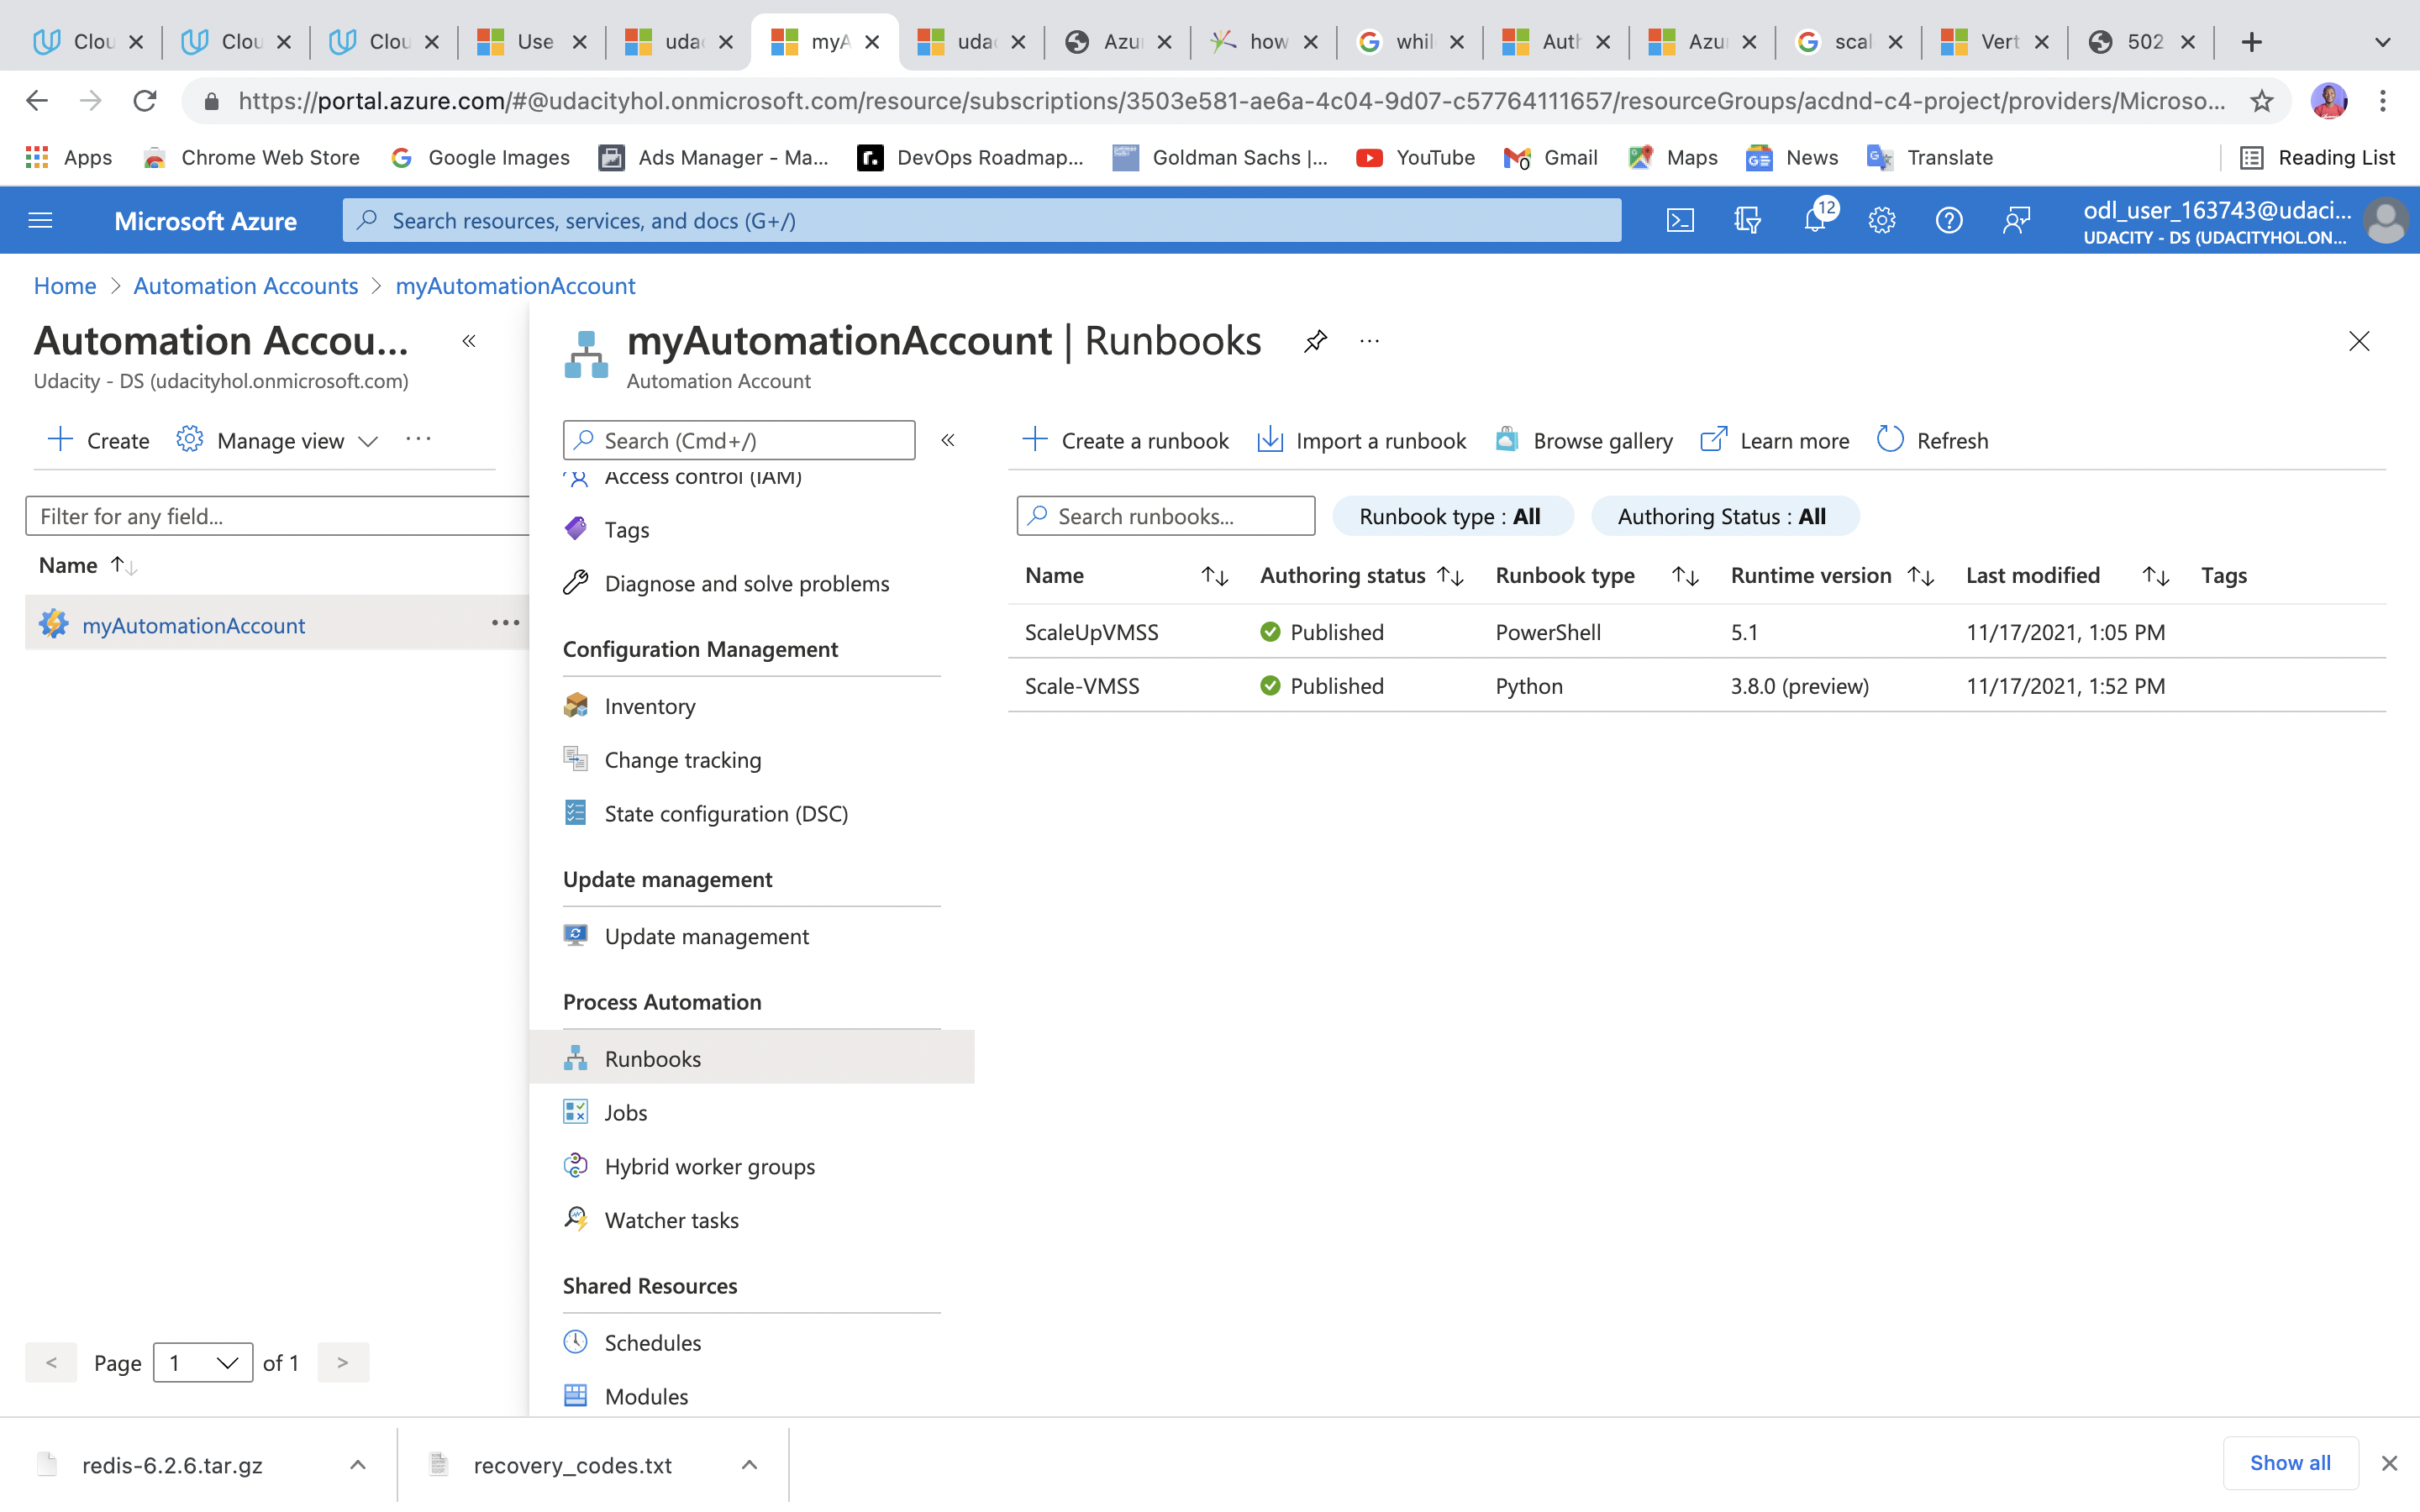 Clou
Clou
Clou
Use
uda
myA
uda
Azu
how
whil
Auth
Azu
scal
Vert
502
https://portal.azure.com/#@udacityhol.onmicrosoft.com/resource/subscriptions/3503e581-ae6a-4c04-9d07-c57764111657/resourceGroups/acdnd-c4-project/providers/Microso...
Apps
Chrome Web Store
Google Images
Ads Manager - Ma...
DevOps Roadmap...
Goldman Sachs |...
YouTube
Gmail
Maps
News
Translate
Reading List
Microsoft Azure
Search resources, services, and docs (G+/)
12
odl_user_163743@udaci...
UDACITY - DS (UDACITYHOL.ON...
Home > Automation Accounts > myAutomationAccount
Automation Accou...
Udacity - DS (udacityhol.onmicrosoft.com)
Create
Manage view
Filter for any field...
Name
myAutomationAccount
< Page 1 of 1 >
myAutomationAccount | Runbooks
Automation Account
Search (Cmd+/)
Access control (IAM)
Tags
Diagnose and solve problems
Configuration Management
Inventory
Change tracking
State configuration (DSC)
Update management
Update management
Process Automation
Runbooks
Jobs
Hybrid worker groups
Watcher tasks
Shared Resources
Schedules
Modules
Create a runbook
Import a runbook
Browse gallery
Learn more
Refresh
Search runbooks...
Runbook type : All
Authoring Status : All
Name Authoring status Runbook type Runtime version Last modified Tags
ScaleUpVMSS Published PowerShell 5.1 11/17/2021, 1:05 PM
Scale-VMSS Published Python 3.8.0 (preview) 11/17/2021, 1:52 PM
redis-6.2.6.tar.gz
recovery_codes.txt
Show all